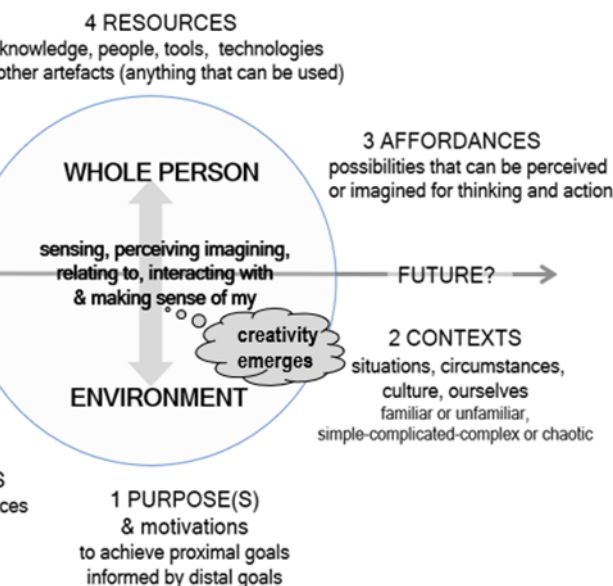 4 RESOURCES
knowledge, people, tools, technologies
other artefacts (anything that can be used)
3 AFFORDANCES
possibilities that can be perceived
or imagined for thinking and action
WHOLE PERSON
sensing, perceiving imagining,
relating to, interacting with
& making sense of my
FUTURE?
creativity
emerges
2 CONTEXTS
situations, circumstances,
culture, ourselves
familiar or unfamiliar,
simple-complicated-complex or chaotic
ENVIRONMENT
1 PURPOSE(S)
& motivations
to achieve proximal goals
informed by distal goals